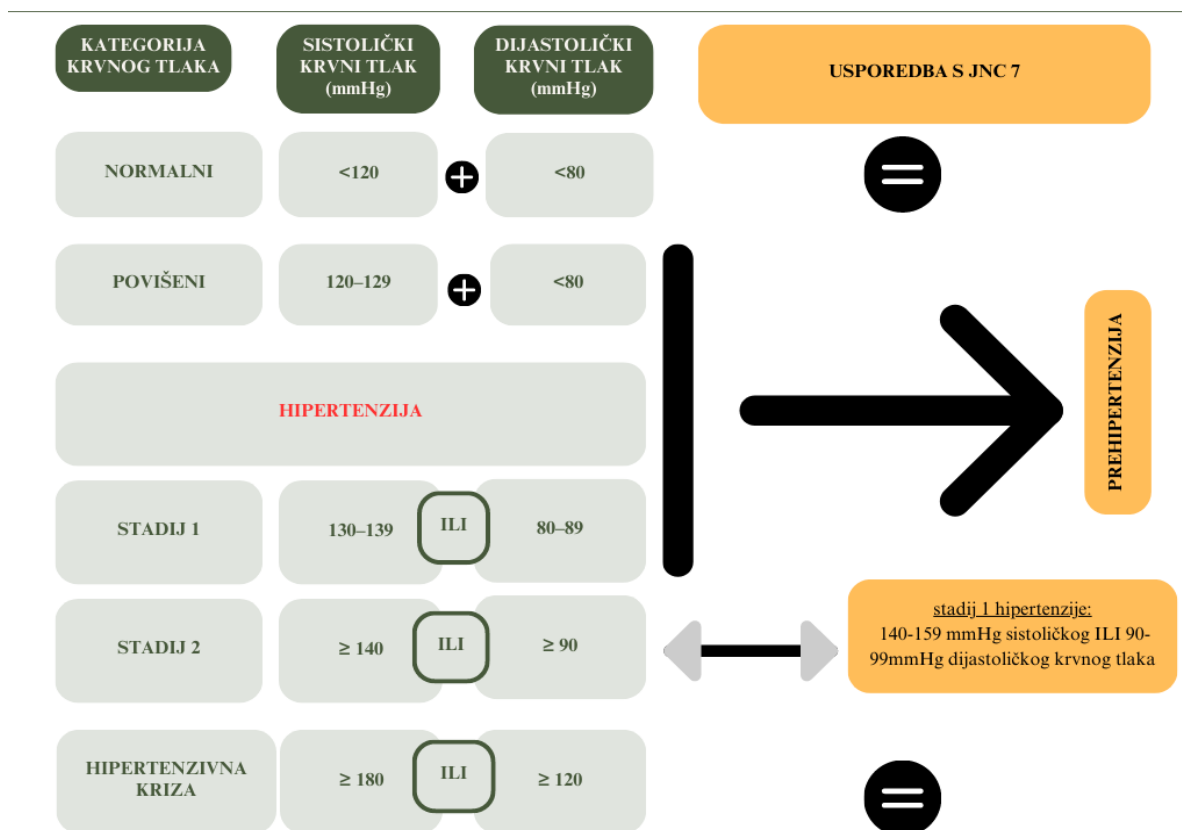 KATEGORIJA
KRVNOG TLAKA
SISTOLIČKI
KRVNI TLAK
(mmHg)
DIJASTOLIČKI
KRVNI TLAK
(mmHg)
USPOREDBA S JNC 7
NORMALNI
<120
<80
POVIŠENI
120–129
<80
HIPERTENZIJA
PREHIPERTENZIJA
STADIJ 1
130–139
ILI
80–89
STADIJ 2
≥ 140
ILI
≥ 90
stadij 1 hipertenzije:
140-159 mmHg sistoličkog ILI 90-
99mmHg dijastoličkog krvnog tlaka
HIPERTENZIVNA
KRIZA
≥ 180
ILI
≥ 120